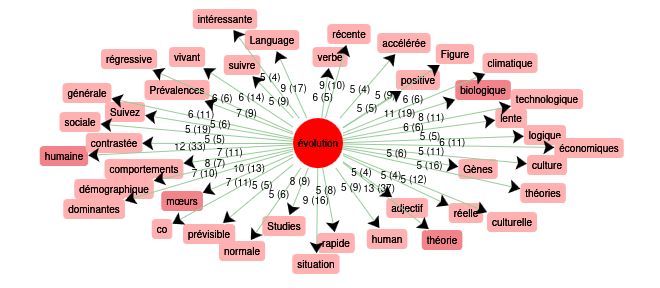 intéressante
récente
Language
accélérée
verbe
Figure
régressive
vivant
suivre
climatique
positive
Prévalences
biologique
générale
technologique
Suivez
lente
sociale
logique
contrastée
évolution
économiques
humaine
culture
comportements
Gènes
démographique
théories
mœurs
dominantes
adjectif
réelle
culturelle
co
prévisible
Studies
rapide
human
théorie
normale
situation
5 (4)
9 (17)
9 (10)
6 (5)
5 (9)
6 (14)
6 (6)
7 (9)
5 (4)
5 (5)
6 (6)
11 (19)
8 (11)
6 (6)
6 (11)
5 (6)
5 (19)
5 (5)
5 (5)
6 (11)
12 (33)
7 (11)
5 (6)
5 (11)
8 (7)
5 (16)
7 (10)
10 (13)
5 (4)
5 (4)
5 (12)
7 (11)
5 (5)
8 (9)
5 (8)
5 (9)
13 (37)
5 (6)
9 (16)